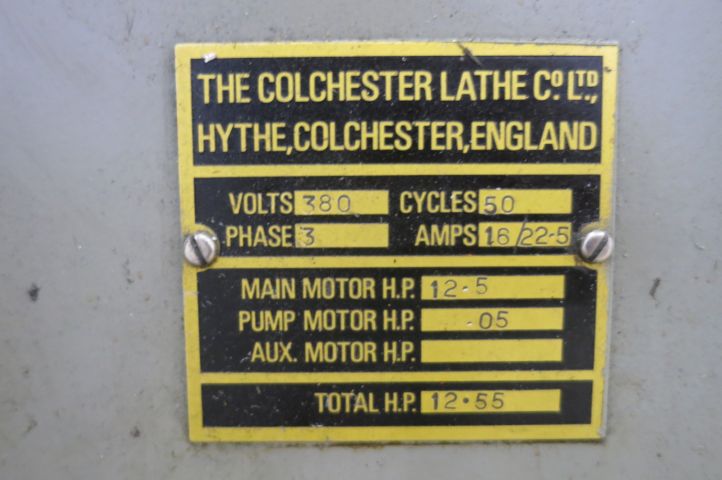 THE COLCHESTER LATHE Co LTD.,
HYTHE, COLCHESTER, ENGLAND
VOLTS 380 CYCLES 50
PHASE 3 AMPS 16/22·5
MAIN MOTOR H.P. 12·5
PUMP MOTOR H.P. ·05
AUX. MOTOR H.P.
TOTAL H.P. 12·55